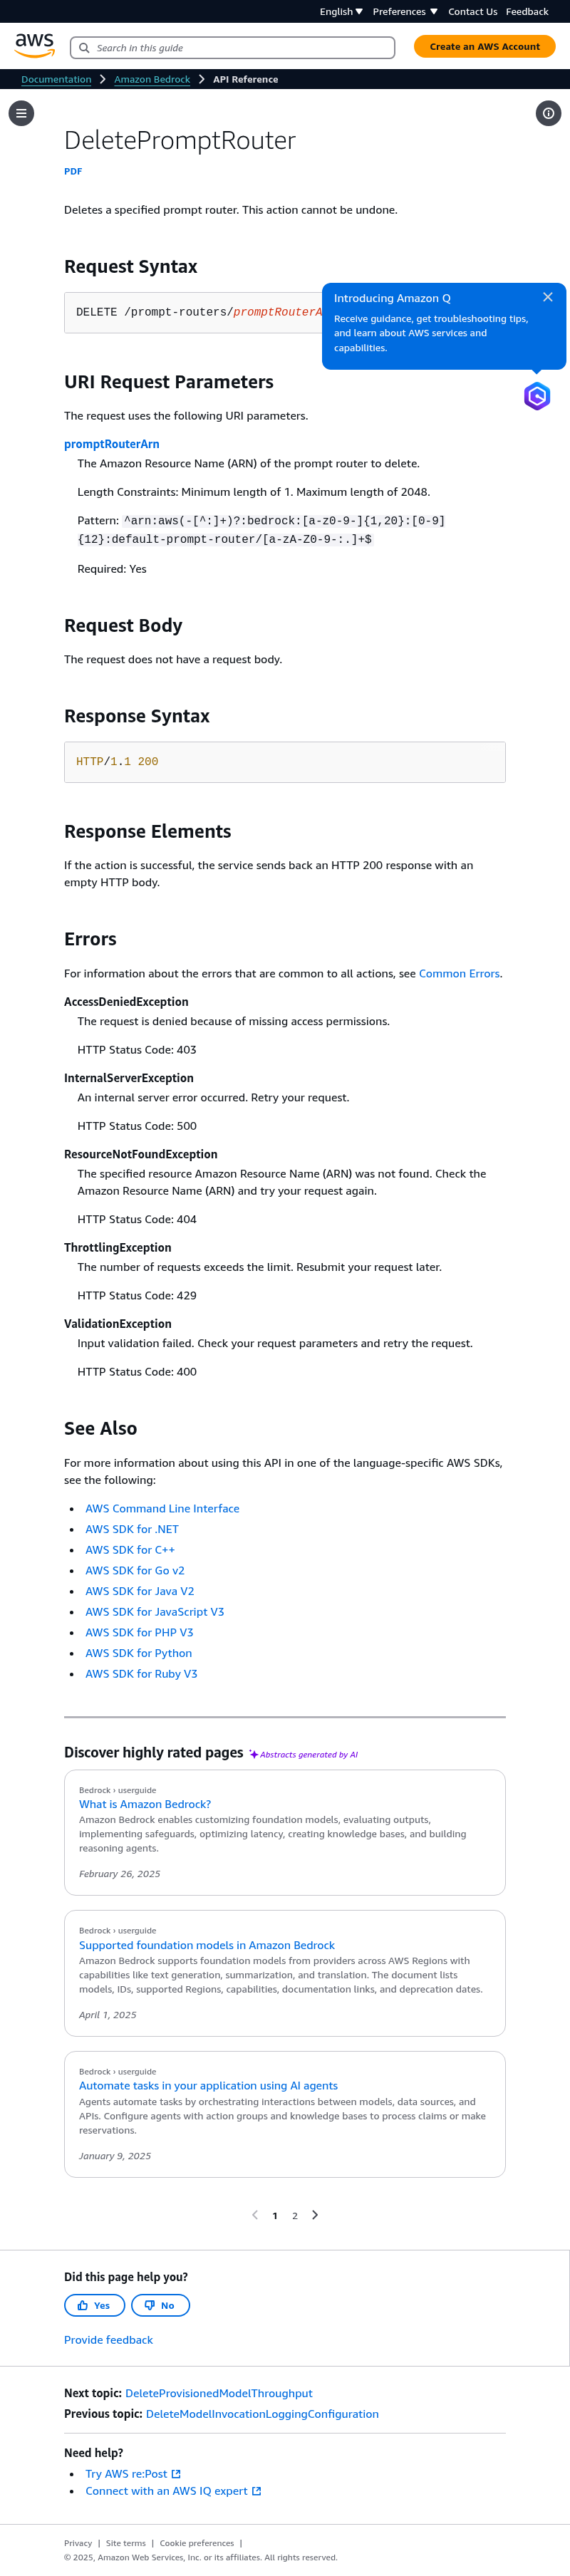 English Preferences Contact Us Feedback
aws
Search in this guide
Create an AWS Account
Documentation Amazon Bedrock API Reference
DeletePromptRouter
PDF
Deletes a specified prompt router. This action cannot be undone.
Request Syntax
DELETE /prompt-routers/promptRouterA
Introducing Amazon Q
Receive guidance, get troubleshooting tips,
and learn about AWS services and
capabilities.
URI Request Parameters
The request uses the following URI parameters.
promptRouterArn
The Amazon Resource Name (ARN) of the prompt router to delete.
Length Constraints: Minimum length of 1. Maximum length of 2048.
Pattern: ^arn:aws(-[^:]+)?:bedrock:[a-z0-9-]{1,20}:[0-9]
{12}:default-prompt-router/[a-zA-Z0-9-:.]+$
Required: Yes
Request Body
The request does not have a request body.
Response Syntax
HTTP/1.1 200
Response Elements
If the action is successful, the service sends back an HTTP 200 response with an
empty HTTP body.
Errors
For information about the errors that are common to all actions, see Common Errors.
AccessDeniedException
The request is denied because of missing access permissions.
HTTP Status Code: 403
InternalServerException
An internal server error occurred. Retry your request.
HTTP Status Code: 500
ResourceNotFoundException
The specified resource Amazon Resource Name (ARN) was not found. Check the
Amazon Resource Name (ARN) and try your request again.
HTTP Status Code: 404
ThrottlingException
The number of requests exceeds the limit. Resubmit your request later.
HTTP Status Code: 429
ValidationException
Input validation failed. Check your request parameters and retry the request.
HTTP Status Code: 400
See Also
For more information about using this API in one of the language-specific AWS SDKs,
see the following:
• AWS Command Line Interface
• AWS SDK for .NET
• AWS SDK for C++
• AWS SDK for Go v2
• AWS SDK for Java V2
• AWS SDK for JavaScript V3
• AWS SDK for PHP V3
• AWS SDK for Python
• AWS SDK for Ruby V3
Discover highly rated pages Abstracts generated by AI
Bedrock › userguide
What is Amazon Bedrock?
Amazon Bedrock enables customizing foundation models, evaluating outputs,
implementing safeguards, optimizing latency, creating knowledge bases, and building
reasoning agents.
February 26, 2025
Bedrock › userguide
Supported foundation models in Amazon Bedrock
Amazon Bedrock supports foundation models from providers across AWS Regions with
capabilities like text generation, summarization, and translation. The document lists
models, IDs, supported Regions, capabilities, documentation links, and deprecation dates.
April 1, 2025
Bedrock › userguide
Automate tasks in your application using AI agents
Agents automate tasks by orchestrating interactions between models, data sources, and
APIs. Configure agents with action groups and knowledge bases to process claims or make
reservations.
January 9, 2025
1 2
Did this page help you?
Yes No
Provide feedback
Next topic: DeleteProvisionedModelThroughput
Previous topic: DeleteModelInvocationLoggingConfiguration
Need help?
• Try AWS re:Post
• Connect with an AWS IQ expert
Privacy | Site terms | Cookie preferences |
© 2025, Amazon Web Services, Inc. or its affiliates. All rights reserved.